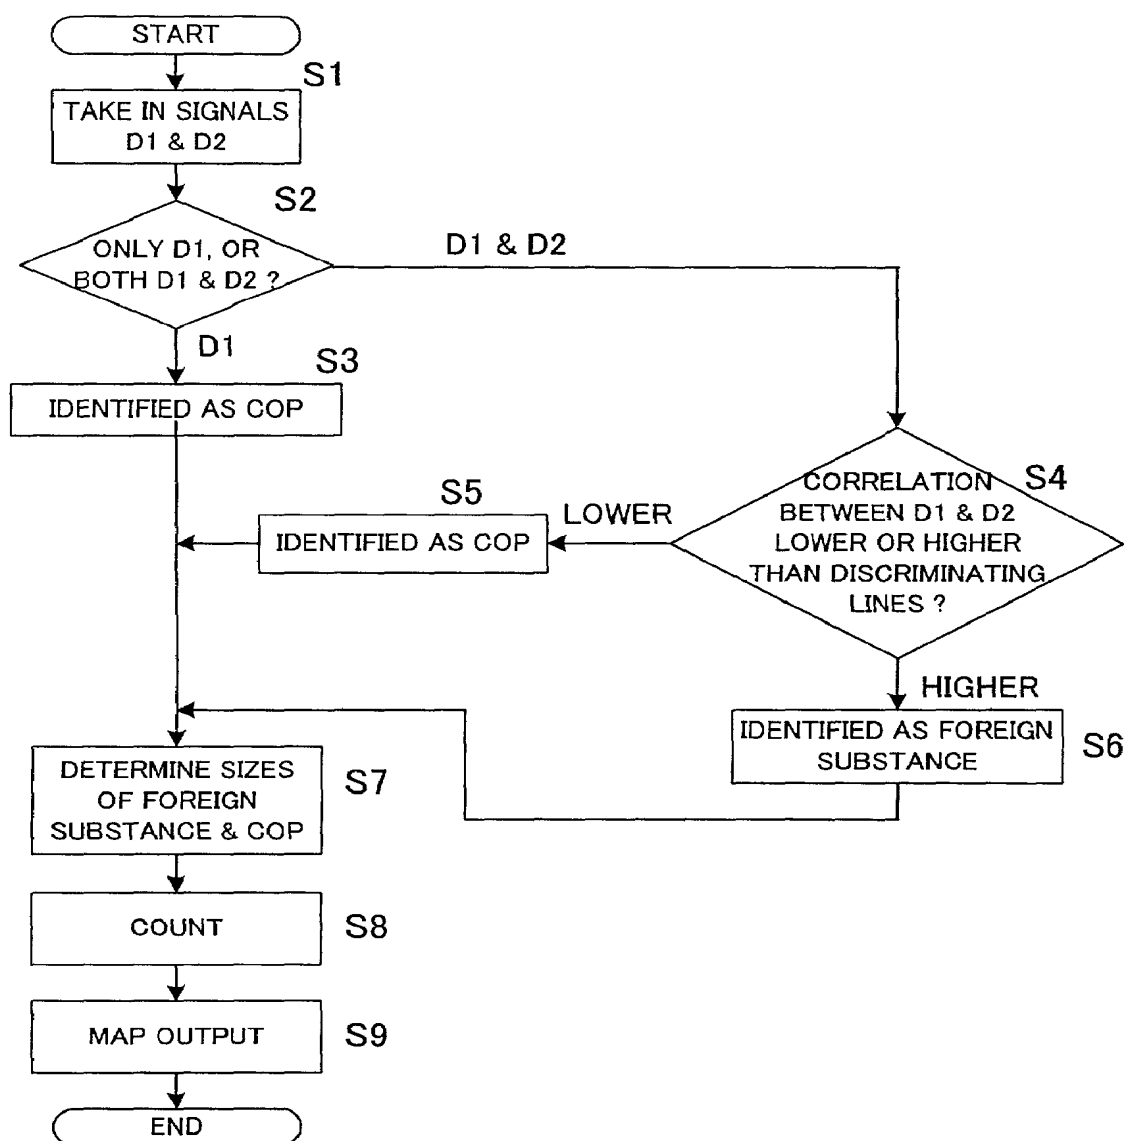 START
S1
TAKE IN SIGNALS
D1 & D2
S2
ONLY D1, OR
BOTH D1 & D2 ?
D1 & D2
D1
S3
IDENTIFIED AS COP
S4
CORRELATION
BETWEEN D1 & D2
LOWER OR HIGHER
THAN DISCRIMINATING
LINES ?
LOWER
S5
IDENTIFIED AS COP
HIGHER
IDENTIFIED AS FOREIGN
SUBSTANCE
S6
DETERMINE SIZES
OF FOREIGN
SUBSTANCE & COP
S7
COUNT
S8
MAP OUTPUT
S9
END